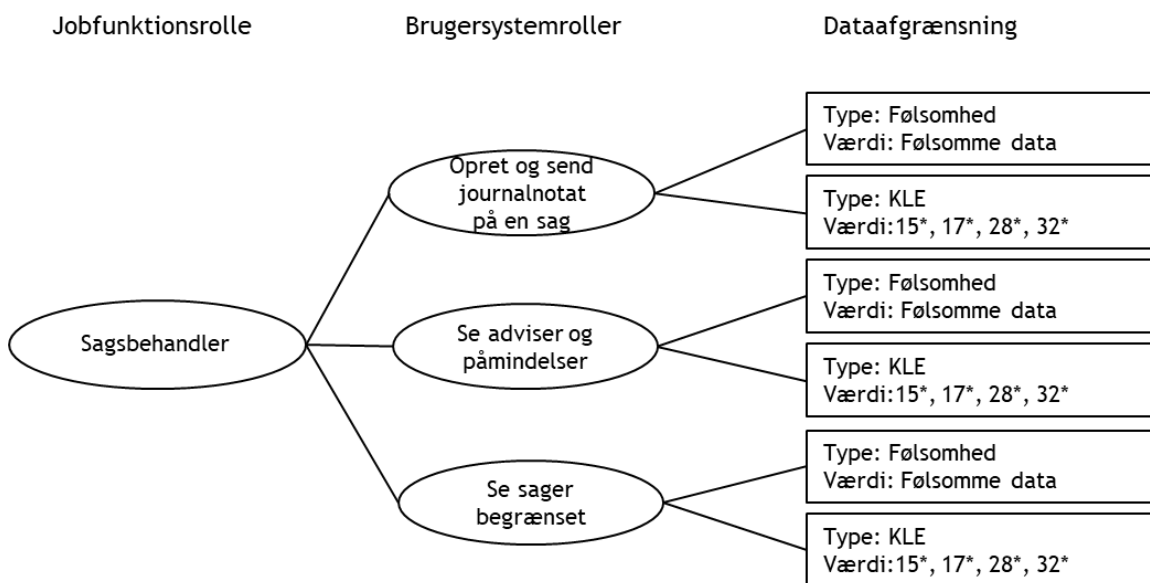 Jobfunktionsrolle
Brugersystemroller
Dataafgrænsning
Sagsbehandler
Opret og send
journalnotat
på en sag
Type: Følsomhed
Værdi: Følsomme data
Type: KLE
Værdi:15*, 17*, 28*, 32*
Se adviser og
påmindelser
Type: Følsomhed
Værdi: Følsomme data
Type: KLE
Værdi:15*, 17*, 28*, 32*
Se sager
begrænset
Type: Følsomhed
Værdi: Følsomme data
Type: KLE
Værdi:15*, 17*, 28*, 32*